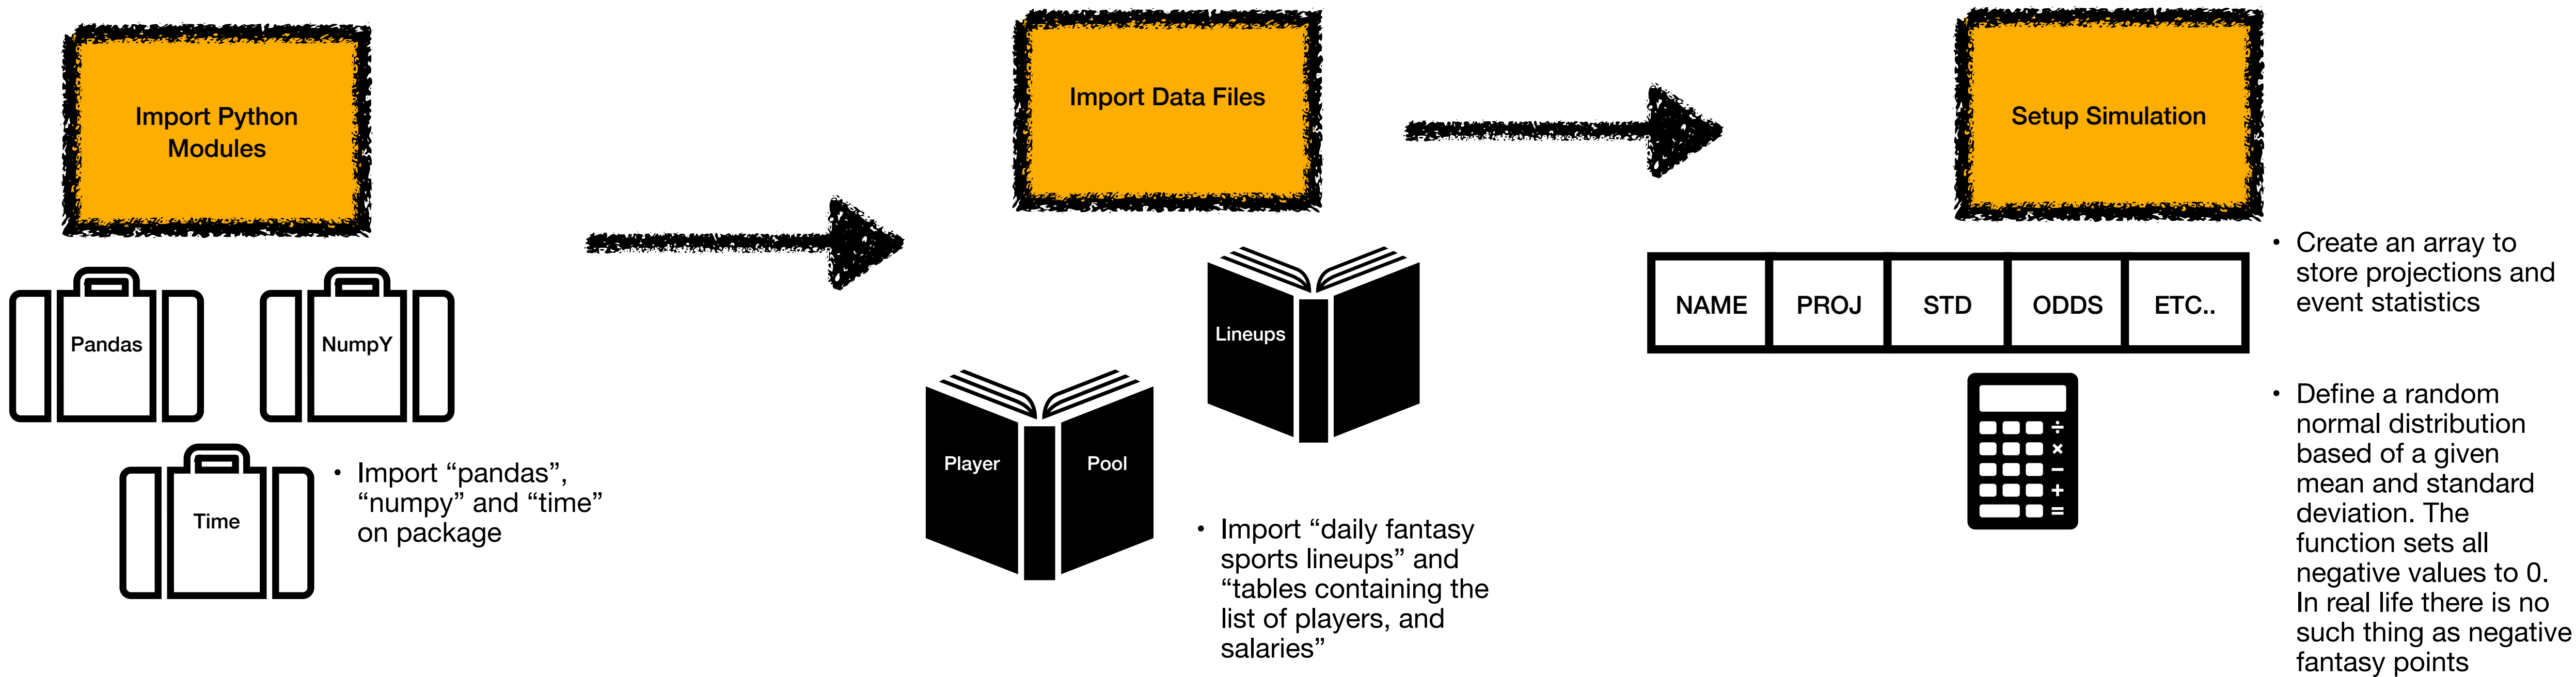 Import Python
Modules
Pandas
NumpY
Time
• Import “pandas”,
“numpy” and “time”
on package
Import Data Files
Lineups
Player
Pool
• Import “daily fantasy
sports lineups” and
“tables containing the
list of players, and
salaries”
Setup Simulation
NAME
PROJ
STD
ODDS
ETC..
• Create an array to
store projections and
event statistics
÷
×
−
+
=
• Define a random
normal distribution
based of a given
mean and standard
deviation. The
function sets all
negative values to 0.
In real life there is no
such thing as negative
fantasy points